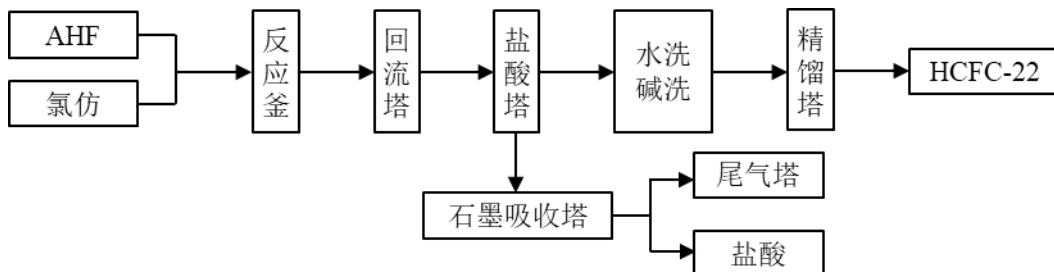 AHF
氯仿
反应釜
回流塔
盐酸塔
水洗
碱洗
精馏塔
HCFC-22
石墨吸收塔
尾气塔
盐酸